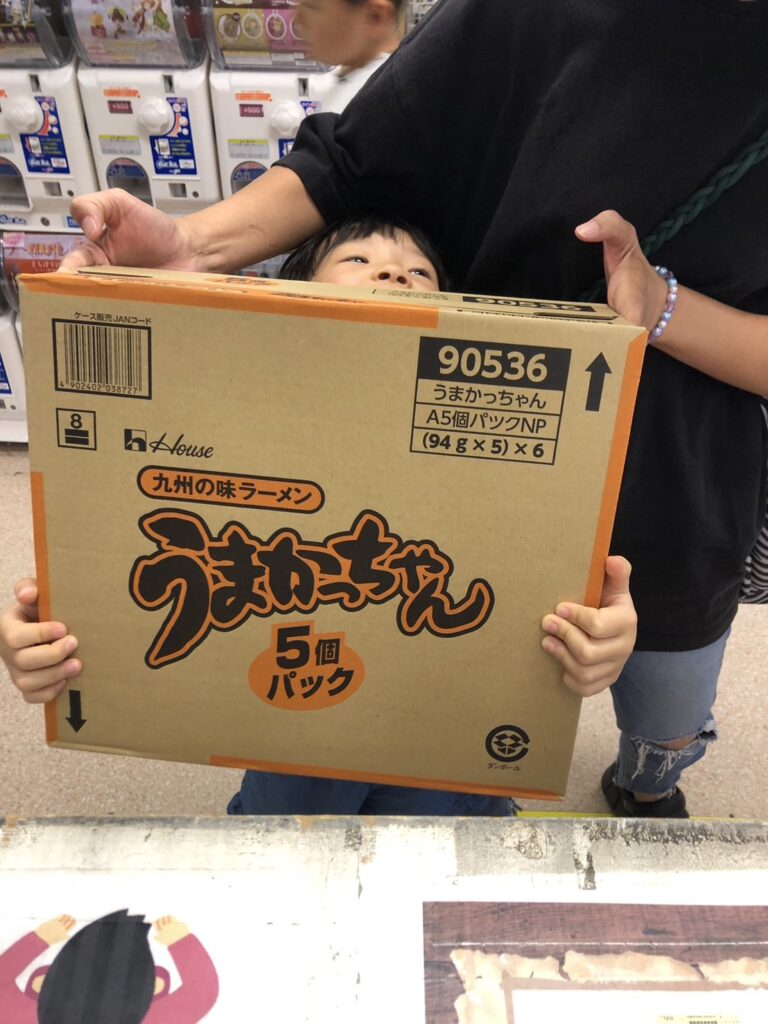 ケース販売JANコード
4 902402 038727
90536
うまかっちゃん
A5個パックNP
(94g×5)×6
8
House
九州の味ラーメン
うまかっちゃん
5個
パック
ダンボール